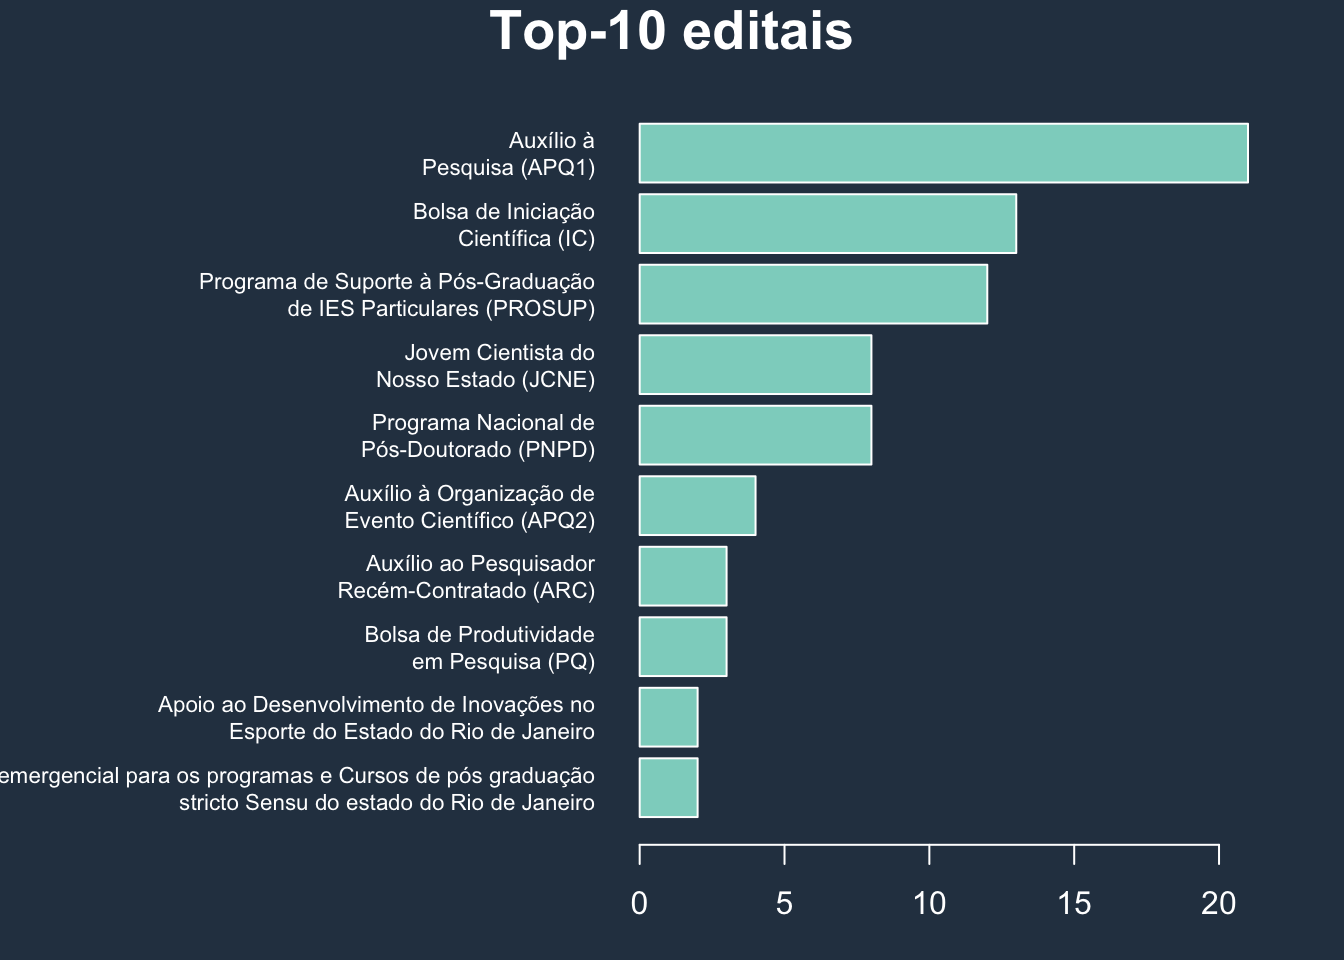 Top-10 editais
Auxílio à
Pesquisa (APQ1)
Bolsa de Iniciação
Científica (IC)
Programa de Suporte à Pós-Graduação
de IES Particulares (PROSUP)
Jovem Cientista do
Nosso Estado (JCNE)
Programa Nacional de
Pós-Doutorado (PNPD)
Auxílio à Organização de
Evento Científico (APQ2)
Auxílio ao Pesquisador
Recém-Contratado (ARC)
Bolsa de Produtividade
em Pesquisa (PQ)
Apoio ao Desenvolvimento de Inovações no
Esporte do Estado do Rio de Janeiro
emergencial para os programas e Cursos de pós graduação
stricto Sensu do estado do Rio de Janeiro
0 5 10 15 20